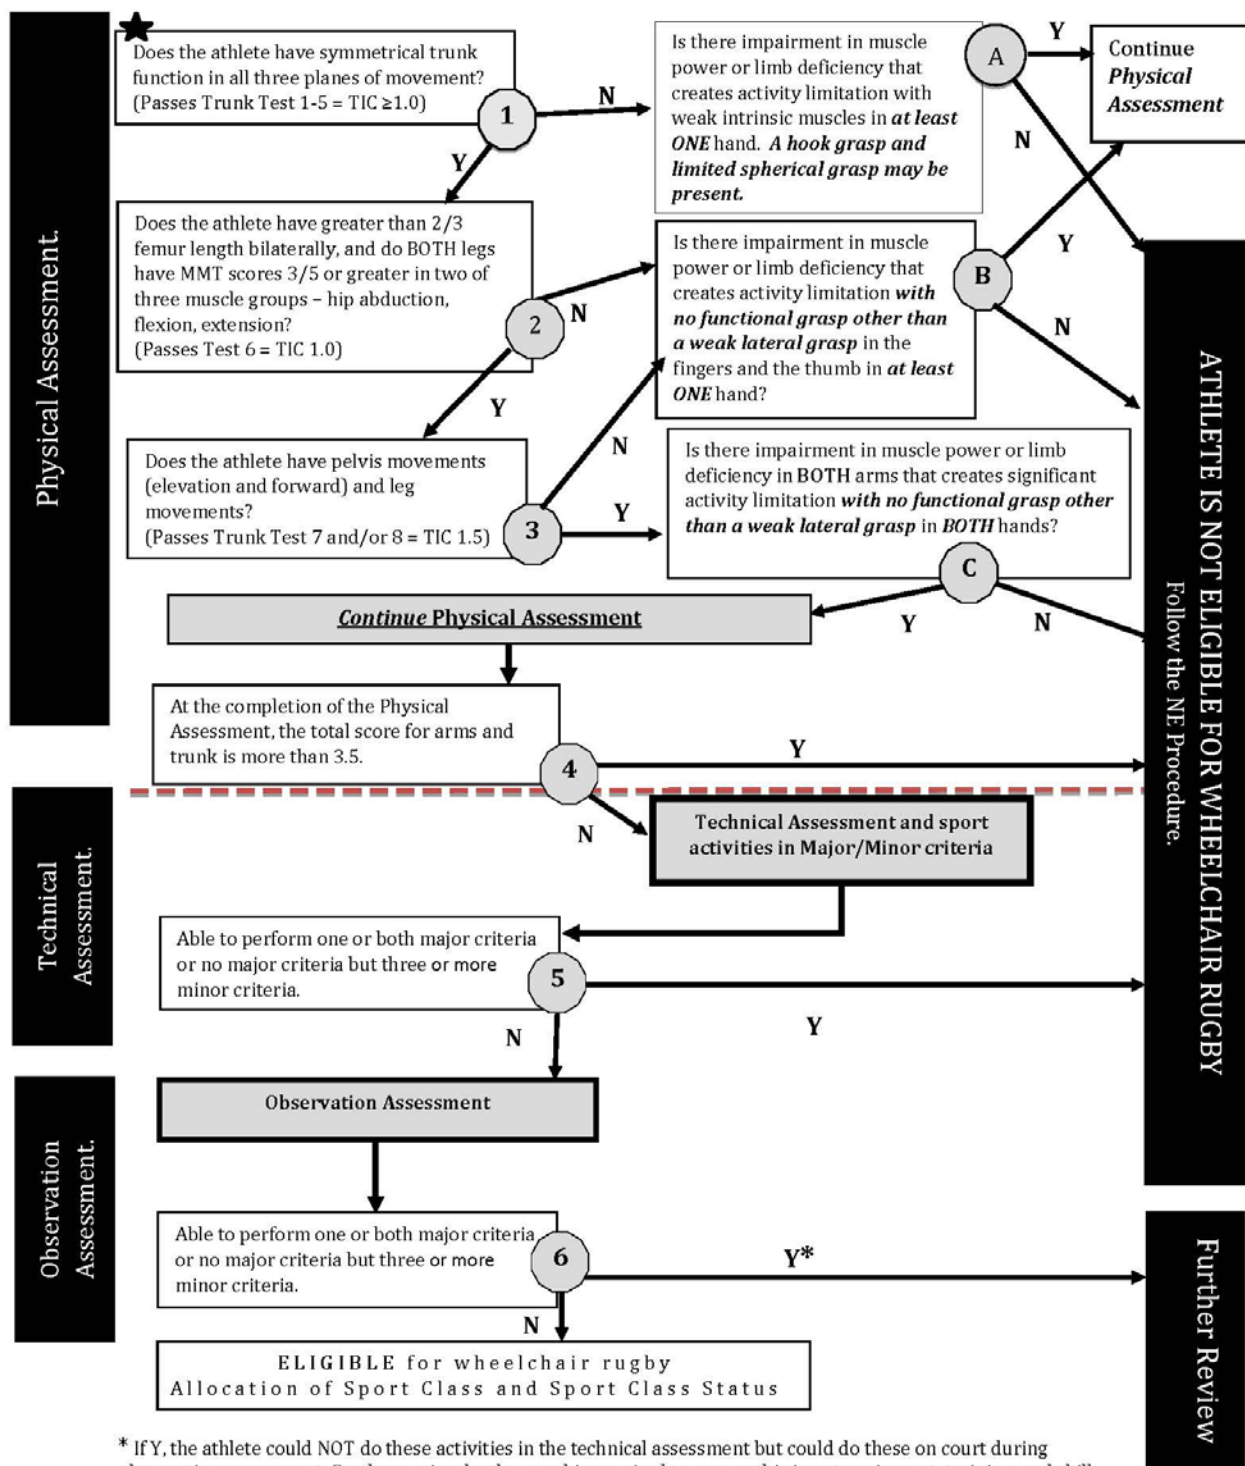 Physical Assessment.
Does the athlete have symmetrical trunk
function in all three planes of movement?
(Passes Trunk Test 1-5 = TIC ≥1.0)
1
N
Y
Is there impairment in muscle
power or limb deficiency that
creates activity limitation with
weak intrinsic muscles in at least
ONE hand. A hook grasp and
limited spherical grasp may be
present.
A
Y
N
Continue
Physical
Assessment
Does the athlete have greater than 2/3
femur length bilaterally, and do BOTH legs
have MMT scores 3/5 or greater in two of
three muscle groups – hip abduction,
flexion, extension?
(Passes Test 6 = TIC 1.0)
2
N
Y
Is there impairment in muscle
power or limb deficiency that
creates activity limitation with
no functional grasp other than
a weak lateral grasp in the
fingers and the thumb in at least
ONE hand?
B
Y
N
Does the athlete have pelvis movements
(elevation and forward) and leg
movements?
(Passes Trunk Test 7 and/or 8 = TIC 1.5)
3
N
Y
Is there impairment in muscle power or limb
deficiency in BOTH arms that creates significant
activity limitation with no functional grasp other
than a weak lateral grasp in BOTH hands?
C
Y
N
Continue Physical Assessment
At the completion of the Physical
Assessment, the total score for arms and
trunk is more than 3.5.
4
Y
N
ATHLETE IS NOT ELIGIBLE FOR WHEELCHAIR RUGBY
Follow the NE Procedure.
Technical
Assessment.
Technical Assessment and sport
activities in Major/Minor criteria
Able to perform one or both major criteria
or no major criteria but three or more
minor criteria.
5
Y
N
Observation
Assessment.
Observation Assessment
Able to perform one or both major criteria
or no major criteria but three or more
minor criteria.
6
Y*
N
Further Review
ELIGIBLE for wheelchair rugby
Allocation of Sport Class and Sport Class Status
* If Y, the athlete could NOT do these activities in the technical assessment but could do these on court during